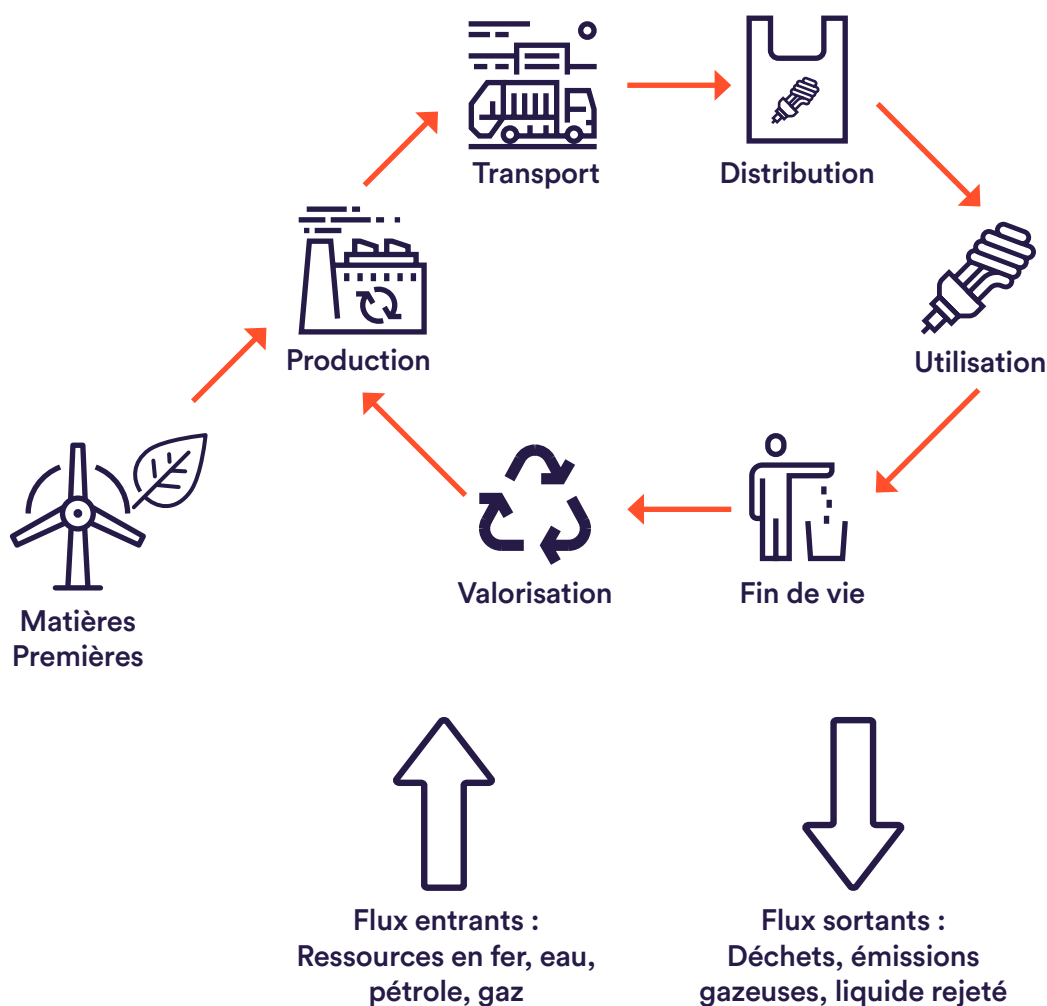 Transport
Distribution
Production
Utilisation
Matières
Premières
Valorisation
Fin de vie
Flux entrants :
Ressources en fer, eau,
pétrole, gaz
Flux sortants :
Déchets, émissions
gazeuses, liquide rejeté